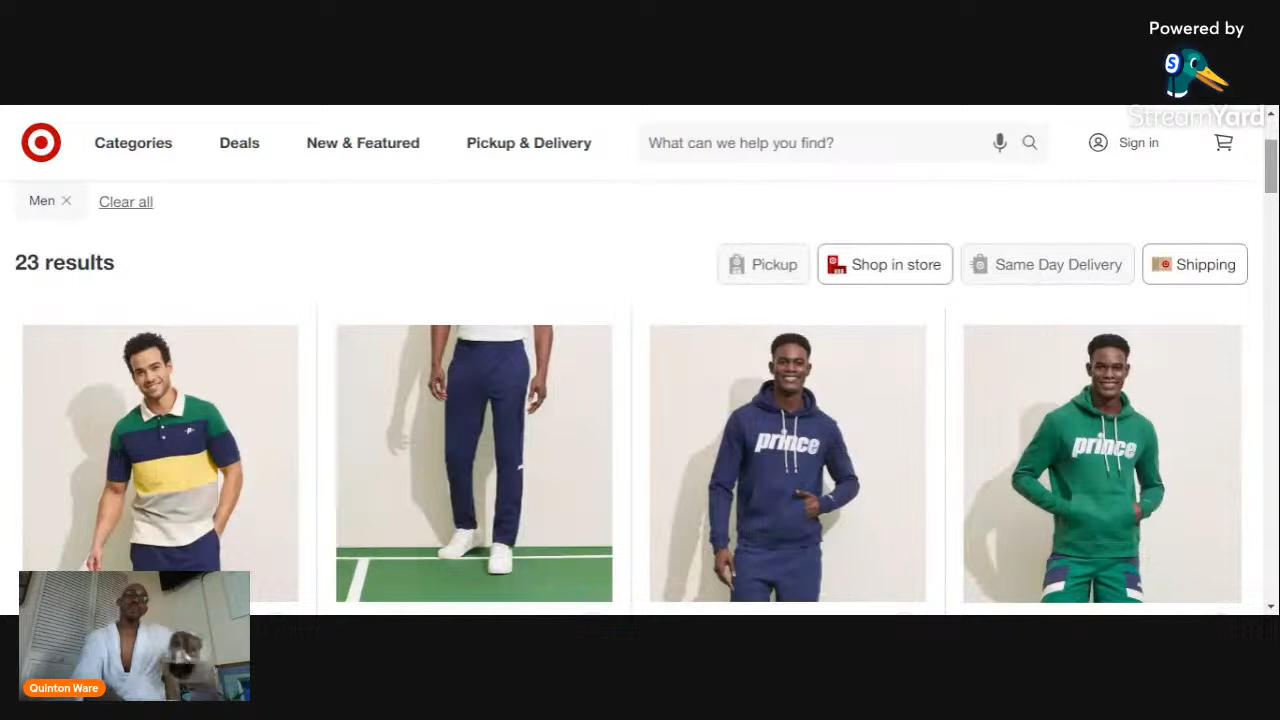 Powered by
S
StreamYard
Categories
Deals
New & Featured
Pickup & Delivery
What can we help you find?
Sign in
Men
Clear all
23 results
Pickup
Shop in store
Same Day Delivery
Shipping
prince
prince
Quinton Ware